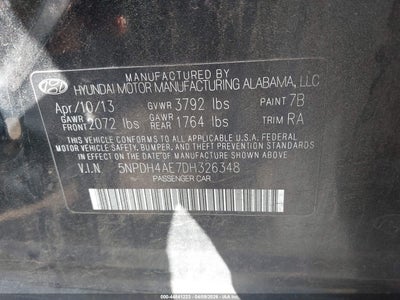 MANUFACTURED BY
HYUNDAI MOTOR MANUFACTURING ALABAMA, LLC
Apr/10/13 GVWR 3792 lbs PAINT 7B
GAWR FRONT 2072 lbs GAWR REAR 1764 lbs TRIM RA
THIS VEHICLE CONFORMS TO ALL APPLICABLE U.S.A. FEDERAL
MOTOR VEHICLE SAFETY, BUMPER, AND THEFT PREVENTION
STANDARDS IN EFFECT ON THE DATE OF MANUFACTURE SHOWN ABOVE.
V.I.N 5NPDH4AE7DH326348
PASSENGER CAR